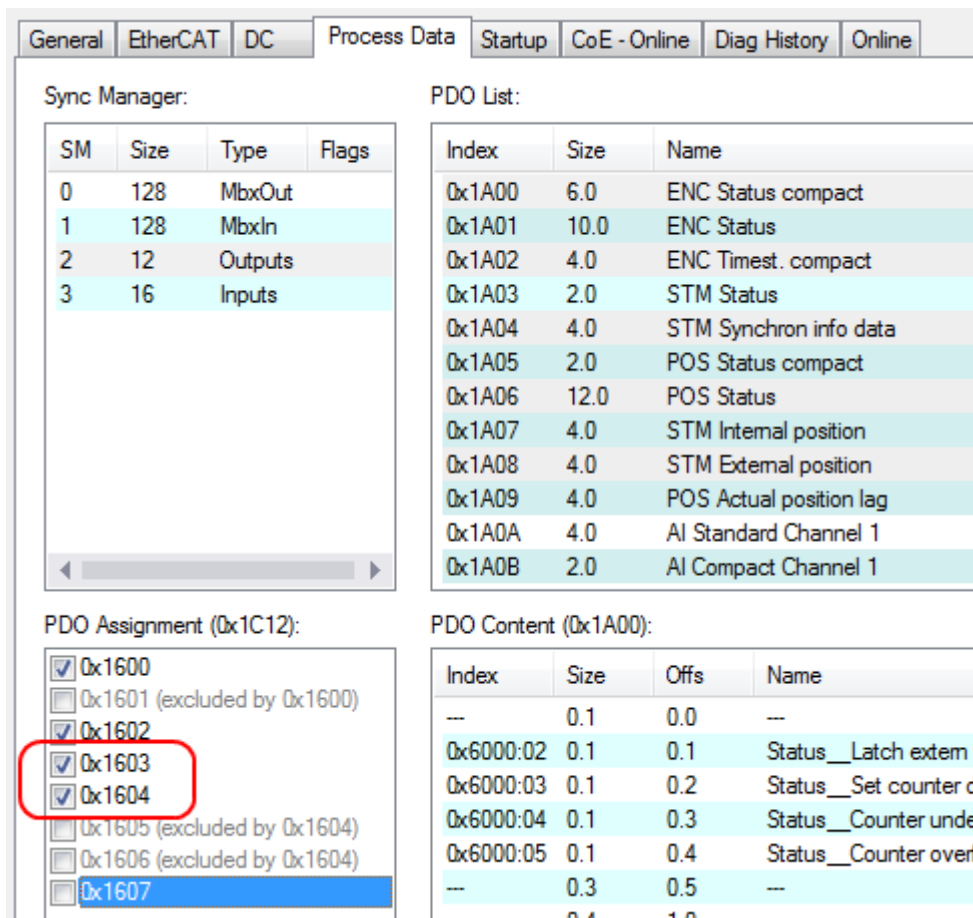 General EtherCAT DC Process Data Startup CoE - Online Diag History Online
Sync Manager:
SM Size Type Flags
0 128 MbxOut
1 128 MbxIn
2 12 Outputs
3 16 Inputs
PDO List:
Index Size Name
0x1A00 6.0 ENC Status compact
0x1A01 10.0 ENC Status
0x1A02 4.0 ENC Timest. compact
0x1A03 2.0 STM Status
0x1A04 4.0 STM Synchron info data
0x1A05 2.0 POS Status compact
0x1A06 12.0 POS Status
0x1A07 4.0 STM Internal position
0x1A08 4.0 STM External position
0x1A09 4.0 POS Actual position lag
0x1A0A 4.0 AI Standard Channel 1
0x1A0B 2.0 AI Compact Channel 1
PDO Assignment (0x1C12):
0x1600
0x1601 (excluded by 0x1600)
0x1602
0x1603
0x1604
0x1605 (excluded by 0x1604)
0x1606 (excluded by 0x1604)
0x1607
PDO Content (0x1A00):
Index Size Offs Name
--- 0.1 0.0 ---
0x6000:02 0.1 0.1 Status__Latch extern
0x6000:03 0.1 0.2 Status__Set counter
0x6000:04 0.1 0.3 Status__Counter
0x6000:05 0.1 0.4 Status__Counter
--- 0.3 0.5 ---